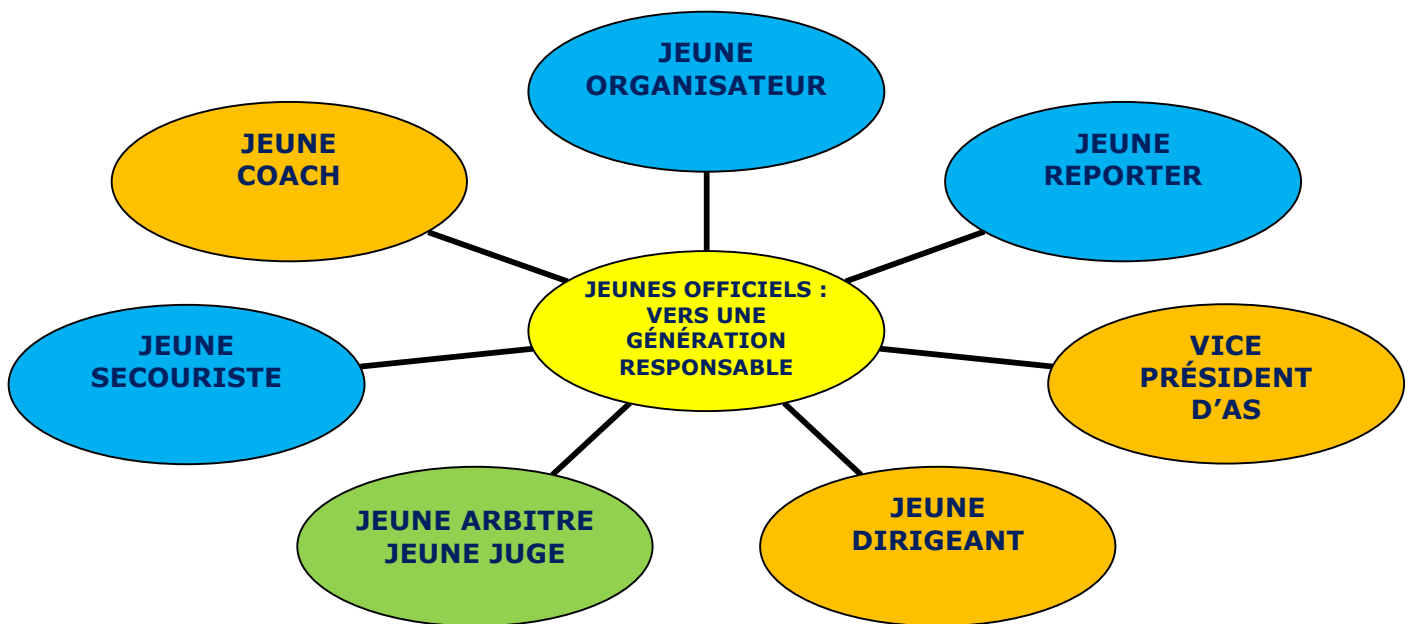 JEUNE
ORGANISATEUR
JEUNE
COACH
JEUNE
REPORTER
JEUNES OFFICIELS :
VERS UNE
GÉNÉRATION
RESPONSABLE
JEUNE
SECOURISTE
VICE
PRÉSIDENT
D’AS
JEUNE ARBITRE
JEUNE JUGE
JEUNE
DIRIGEANT